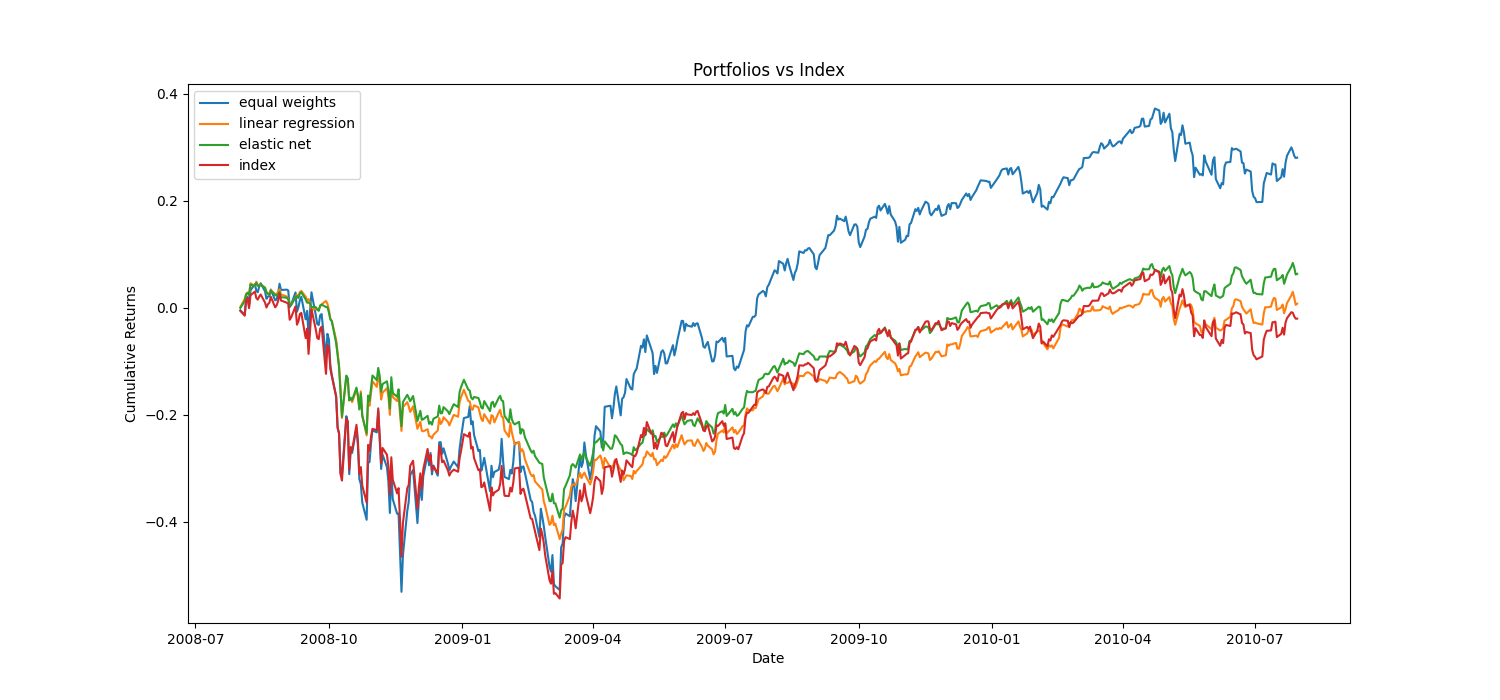 Portfolios vs Index
equal weights
linear regression
elastic net
index
Cumulative Returns
0.4
0.2
0.0
−0.2
−0.4
2008-07
2008-10
2009-01
2009-04
2009-07
2009-10
2010-01
2010-04
2010-07
Date